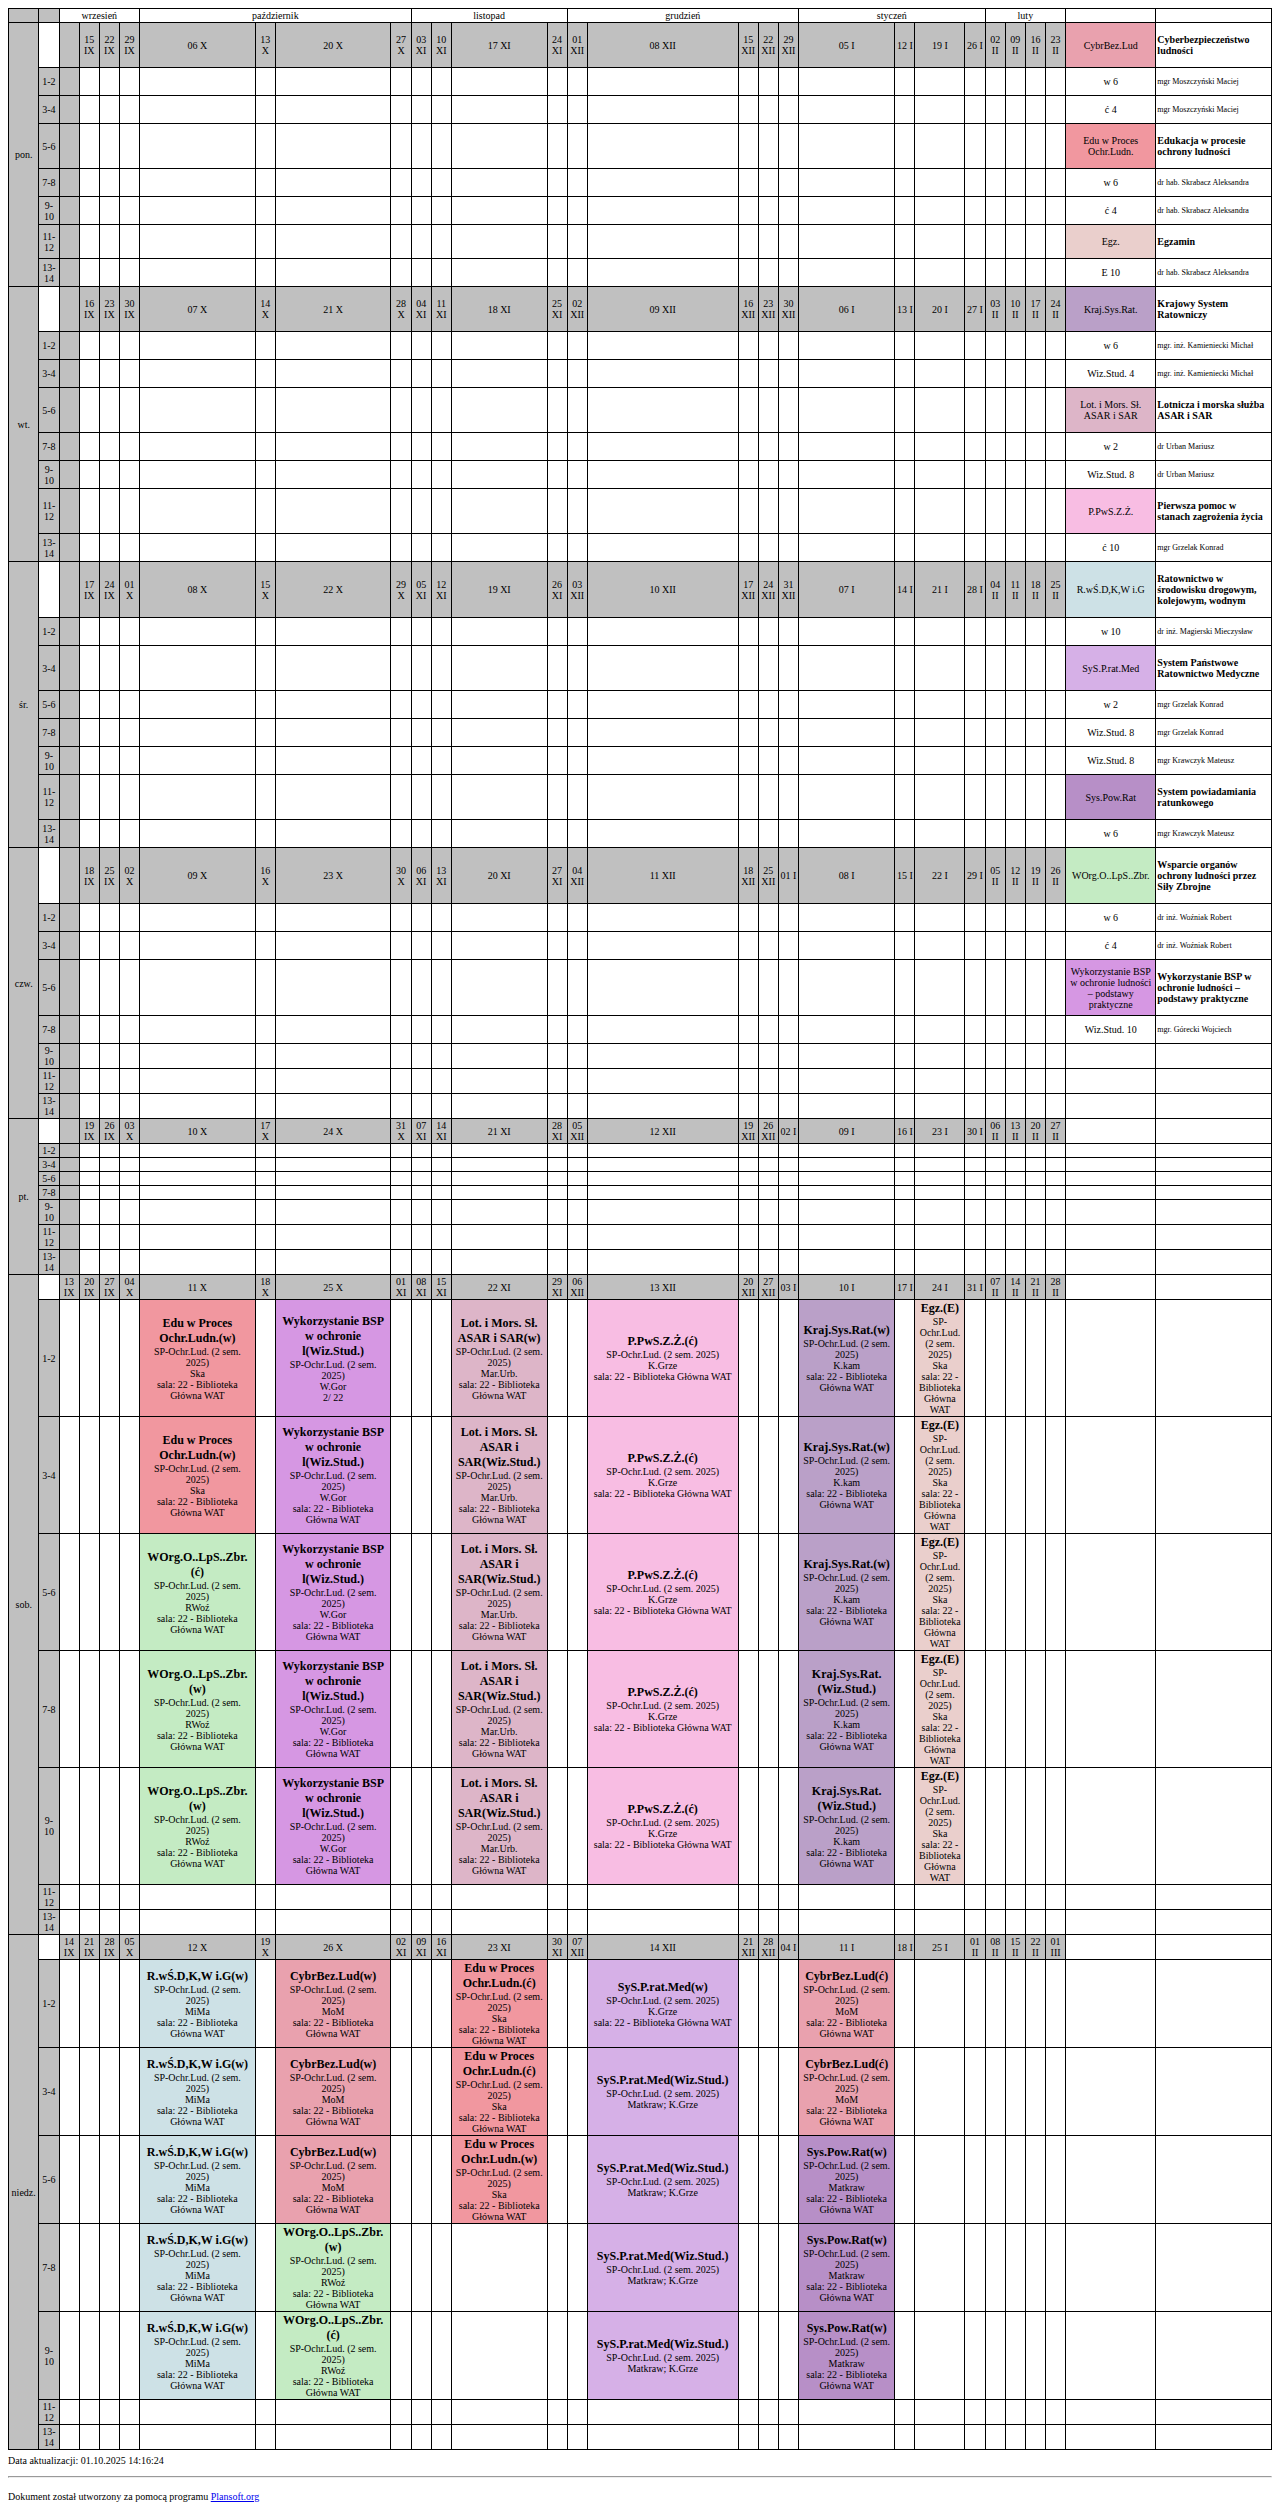 wrzesień październik listopad grudzień styczeń luty
pon. 15 IX 22 IX 29 IX 06 X 13 X 20 X 27 X 03 XI 10 XI 17 XI 24 XI 01 XII 08 XII 15 XII 22 XII 29 XII 05 I 12 I 19 I 26 I 02 II 09 II 16 II 23 II CybrBez.Lud Cyberbezpieczeństwo ludności
1-2 w 6 mgr Moszczyński Maciej
3-4 ć 4 mgr Moszczyński Maciej
5-6 Edu w Proces Ochr.Ludn. Edukacja w procesie ochrony ludności
7-8 w 6 dr hab. Skrabacz Aleksandra
9-10 ć 4 dr hab. Skrabacz Aleksandra
11-12 Egz. Egzamin
13-14 E 10 dr hab. Skrabacz Aleksandra
wt. 16 IX 23 IX 30 IX 07 X 14 X 21 X 28 X 04 XI 11 XI 18 XI 25 XI 02 XII 09 XII 16 XII 23 XII 30 XII 06 I 13 I 20 I 27 I 03 II 10 II 17 II 24 II Kraj.Sys.Rat. Krajowy System Ratowniczy
1-2 w 6 mgr. inż. Kamieniecki Michał
3-4 Wiz.Stud. 4 mgr. inż. Kamieniecki Michał
5-6 Lot. i Mors. Sł. ASAR i SAR Lotnicza i morska służba ASAR i SAR
7-8 w 2 dr Urban Mariusz
9-10 Wiz.Stud. 8 dr Urban Mariusz
11-12 P.PwS.Z.Ż. Pierwsza pomoc w stanach zagrożenia życia
13-14 ć 10 mgr Grzelak Konrad
śr. 17 IX 24 IX 01 X 08 X 15 X 22 X 29 X 05 XI 12 XI 19 XI 26 XI 03 XII 10 XII 17 XII 24 XII 31 XII 07 I 14 I 21 I 28 I 04 II 11 II 18 II 25 II R.wŚ.D,K,W i.G Ratownictwo w środowisku drogowym, kolejowym, wodnym
1-2 w 10 dr inż. Magierski Mieczysław
3-4 SyS.P.rat.Med System Państwowe Ratownictwo Medyczne
5-6 w 2 mgr Grzelak Konrad
7-8 Wiz.Stud. 8 mgr Grzelak Konrad
9-10 Wiz.Stud. 8 mgr Krawczyk Mateusz
11-12 Sys.Pow.Rat System powiadamiania ratunkowego
13-14 w 6 mgr Krawczyk Mateusz
czw. 18 IX 25 IX 02 X 09 X 16 X 23 X 30 X 06 XI 13 XI 20 XI 27 XI 04 XII 11 XII 18 XII 25 XII 01 I 08 I 15 I 22 I 29 I 05 II 12 II 19 II 26 II WOrg.O..LpS..Zbr. Wsparcie organów ochrony ludności przez Siły Zbrojne
1-2 w 6 dr inż. Woźniak Robert
3-4 ć 4 dr inż. Woźniak Robert
5-6 Wykorzystanie BSP w ochronie ludności – podstawy praktyczne Wykorzystanie BSP w ochronie ludności – podstawy praktyczne
7-8 Wiz.Stud. 10 mgr. Górecki Wojciech
9-10
11-12
13-14
pt. 19 IX 26 IX 03 X 10 X 17 X 24 X 31 X 07 XI 14 XI 21 XI 28 XI 05 XII 12 XII 19 XII 26 XII 02 I 09 I 16 I 23 I 30 I 06 II 13 II 20 II 27 II
1-2
3-4
5-6
7-8
9-10
11-12
13-14
sob. 13 IX 20 IX 27 IX 04 X 11 X 18 X 25 X 01 XI 08 XI 15 XI 22 XI 29 XI 06 XII 13 XII 20 XII 27 XII 03 I 10 I 17 I 24 I 31 I 07 II 14 II 21 II 28 II
1-2 Edu w Proces Ochr.Ludn.(w) SP-Ochr.Lud. (2 sem. 2025) Ska sala: 22 - Biblioteka Główna WAT Wykorzystanie BSP w ochronie l(Wiz.Stud.) SP-Ochr.Lud. (2 sem. 2025) W.Gor 2/ 22 Lot. i Mors. Sł. ASAR i SAR(w) SP-Ochr.Lud. (2 sem. 2025) Mar.Urb. sala: 22 - Biblioteka Główna WAT P.PwS.Z.Ż.(ć) SP-Ochr.Lud. (2 sem. 2025) K.Grze sala: 22 - Biblioteka Główna WAT Kraj.Sys.Rat.(w) SP-Ochr.Lud. (2 sem. 2025) K.kam sala: 22 - Biblioteka Główna WAT Egz.(E) SP-Ochr.Lud. (2 sem. 2025) Ska sala: 22 - Biblioteka Główna WAT
3-4 Edu w Proces Ochr.Ludn.(w) SP-Ochr.Lud. (2 sem. 2025) Ska sala: 22 - Biblioteka Główna WAT Wykorzystanie BSP w ochronie l(Wiz.Stud.) SP-Ochr.Lud. (2 sem. 2025) W.Gor sala: 22 - Biblioteka Główna WAT Lot. i Mors. Sł. ASAR i SAR(Wiz.Stud.) SP-Ochr.Lud. (2 sem. 2025) Mar.Urb. sala: 22 - Biblioteka Główna WAT P.PwS.Z.Ż.(ć) SP-Ochr.Lud. (2 sem. 2025) K.Grze sala: 22 - Biblioteka Główna WAT Kraj.Sys.Rat.(w) SP-Ochr.Lud. (2 sem. 2025) K.kam sala: 22 - Biblioteka Główna WAT Egz.(E) SP-Ochr.Lud. (2 sem. 2025) Ska sala: 22 - Biblioteka Główna WAT
5-6 WOrg.O..LpS..Zbr.(ć) SP-Ochr.Lud. (2 sem. 2025) RWoź sala: 22 - Biblioteka Główna WAT Wykorzystanie BSP w ochronie l(Wiz.Stud.) SP-Ochr.Lud. (2 sem. 2025) W.Gor sala: 22 - Biblioteka Główna WAT Lot. i Mors. Sł. ASAR i SAR(Wiz.Stud.) SP-Ochr.Lud. (2 sem. 2025) Mar.Urb. sala: 22 - Biblioteka Główna WAT P.PwS.Z.Ż.(ć) SP-Ochr.Lud. (2 sem. 2025) K.Grze sala: 22 - Biblioteka Główna WAT Kraj.Sys.Rat.(w) SP-Ochr.Lud. (2 sem. 2025) K.kam sala: 22 - Biblioteka Główna WAT Egz.(E) SP-Ochr.Lud. (2 sem. 2025) Ska sala: 22 - Biblioteka Główna WAT
7-8 WOrg.O..LpS..Zbr.(w) SP-Ochr.Lud. (2 sem. 2025) RWoź sala: 22 - Biblioteka Główna WAT Wykorzystanie BSP w ochronie l(Wiz.Stud.) SP-Ochr.Lud. (2 sem. 2025) W.Gor sala: 22 - Biblioteka Główna WAT Lot. i Mors. Sł. ASAR i SAR(Wiz.Stud.) SP-Ochr.Lud. (2 sem. 2025) Mar.Urb. sala: 22 - Biblioteka Główna WAT P.PwS.Z.Ż.(ć) SP-Ochr.Lud. (2 sem. 2025) K.Grze sala: 22 - Biblioteka Główna WAT Kraj.Sys.Rat.(Wiz.Stud.) SP-Ochr.Lud. (2 sem. 2025) K.kam sala: 22 - Biblioteka Główna WAT Egz.(E) SP-Ochr.Lud. (2 sem. 2025) Ska sala: 22 - Biblioteka Główna WAT
9-10 WOrg.O..LpS..Zbr.(w) SP-Ochr.Lud. (2 sem. 2025) RWoź sala: 22 - Biblioteka Główna WAT Wykorzystanie BSP w ochronie l(Wiz.Stud.) SP-Ochr.Lud. (2 sem. 2025) W.Gor sala: 22 - Biblioteka Główna WAT Lot. i Mors. Sł. ASAR i SAR(Wiz.Stud.) SP-Ochr.Lud. (2 sem. 2025) Mar.Urb. sala: 22 - Biblioteka Główna WAT P.PwS.Z.Ż.(ć) SP-Ochr.Lud. (2 sem. 2025) K.Grze sala: 22 - Biblioteka Główna WAT Kraj.Sys.Rat.(Wiz.Stud.) SP-Ochr.Lud. (2 sem. 2025) K.kam sala: 22 - Biblioteka Główna WAT Egz.(E) SP-Ochr.Lud. (2 sem. 2025) Ska sala: 22 - Biblioteka Główna WAT
11-12
13-14
niedz. 14 IX 21 IX 28 IX 05 X 12 X 19 X 26 X 02 XI 09 XI 16 XI 23 XI 30 XI 07 XII 14 XII 21 XII 28 XII 04 I 11 I 18 I 25 I 01 II 08 II 15 II 22 II 01 III
1-2 R.wŚ.D,K,W i.G(w) SP-Ochr.Lud. (2 sem. 2025) MiMa sala: 22 - Biblioteka Główna WAT CybrBez.Lud(w) SP-Ochr.Lud. (2 sem. 2025) MoM sala: 22 - Biblioteka Główna WAT Edu w Proces Ochr.Ludn.(ć) SP-Ochr.Lud. (2 sem. 2025) Ska sala: 22 - Biblioteka Główna WAT SyS.P.rat.Med(w) SP-Ochr.Lud. (2 sem. 2025) K.Grze sala: 22 - Biblioteka Główna WAT CybrBez.Lud(ć) SP-Ochr.Lud. (2 sem. 2025) MoM sala: 22 - Biblioteka Główna WAT
3-4 R.wŚ.D,K,W i.G(w) SP-Ochr.Lud. (2 sem. 2025) MiMa sala: 22 - Biblioteka Główna WAT CybrBez.Lud(w) SP-Ochr.Lud. (2 sem. 2025) MoM sala: 22 - Biblioteka Główna WAT Edu w Proces Ochr.Ludn.(ć) SP-Ochr.Lud. (2 sem. 2025) Ska sala: 22 - Biblioteka Główna WAT SyS.P.rat.Med(Wiz.Stud.) SP-Ochr.Lud. (2 sem. 2025) Matkraw; K.Grze CybrBez.Lud(ć) SP-Ochr.Lud. (2 sem. 2025) MoM sala: 22 - Biblioteka Główna WAT
5-6 R.wŚ.D,K,W i.G(w) SP-Ochr.Lud. (2 sem. 2025) MiMa sala: 22 - Biblioteka Główna WAT CybrBez.Lud(w) SP-Ochr.Lud. (2 sem. 2025) MoM sala: 22 - Biblioteka Główna WAT Edu w Proces Ochr.Ludn.(w) SP-Ochr.Lud. (2 sem. 2025) Ska sala: 22 - Biblioteka Główna WAT SyS.P.rat.Med(Wiz.Stud.) SP-Ochr.Lud. (2 sem. 2025) Matkraw; K.Grze Sys.Pow.Rat(w) SP-Ochr.Lud. (2 sem. 2025) Matkraw sala: 22 - Biblioteka Główna WAT
7-8 R.wŚ.D,K,W i.G(w) SP-Ochr.Lud. (2 sem. 2025) MiMa sala: 22 - Biblioteka Główna WAT WOrg.O..LpS..Zbr.(w) SP-Ochr.Lud. (2 sem. 2025) RWoź sala: 22 - Biblioteka Główna WAT SyS.P.rat.Med(Wiz.Stud.) SP-Ochr.Lud. (2 sem. 2025) Matkraw; K.Grze Sys.Pow.Rat(w) SP-Ochr.Lud. (2 sem. 2025) Matkraw sala: 22 - Biblioteka Główna WAT
9-10 R.wŚ.D,K,W i.G(w) SP-Ochr.Lud. (2 sem. 2025) MiMa sala: 22 - Biblioteka Główna WAT WOrg.O..LpS..Zbr.(ć) SP-Ochr.Lud. (2 sem. 2025) RWoź sala: 22 - Biblioteka Główna WAT SyS.P.rat.Med(Wiz.Stud.) SP-Ochr.Lud. (2 sem. 2025) Matkraw; K.Grze Sys.Pow.Rat(w) SP-Ochr.Lud. (2 sem. 2025) Matkraw sala: 22 - Biblioteka Główna WAT
11-12
13-14
Data aktualizacji: 01.10.2025 14:16:24
Dokument został utworzony za pomocą programu Plansoft.org